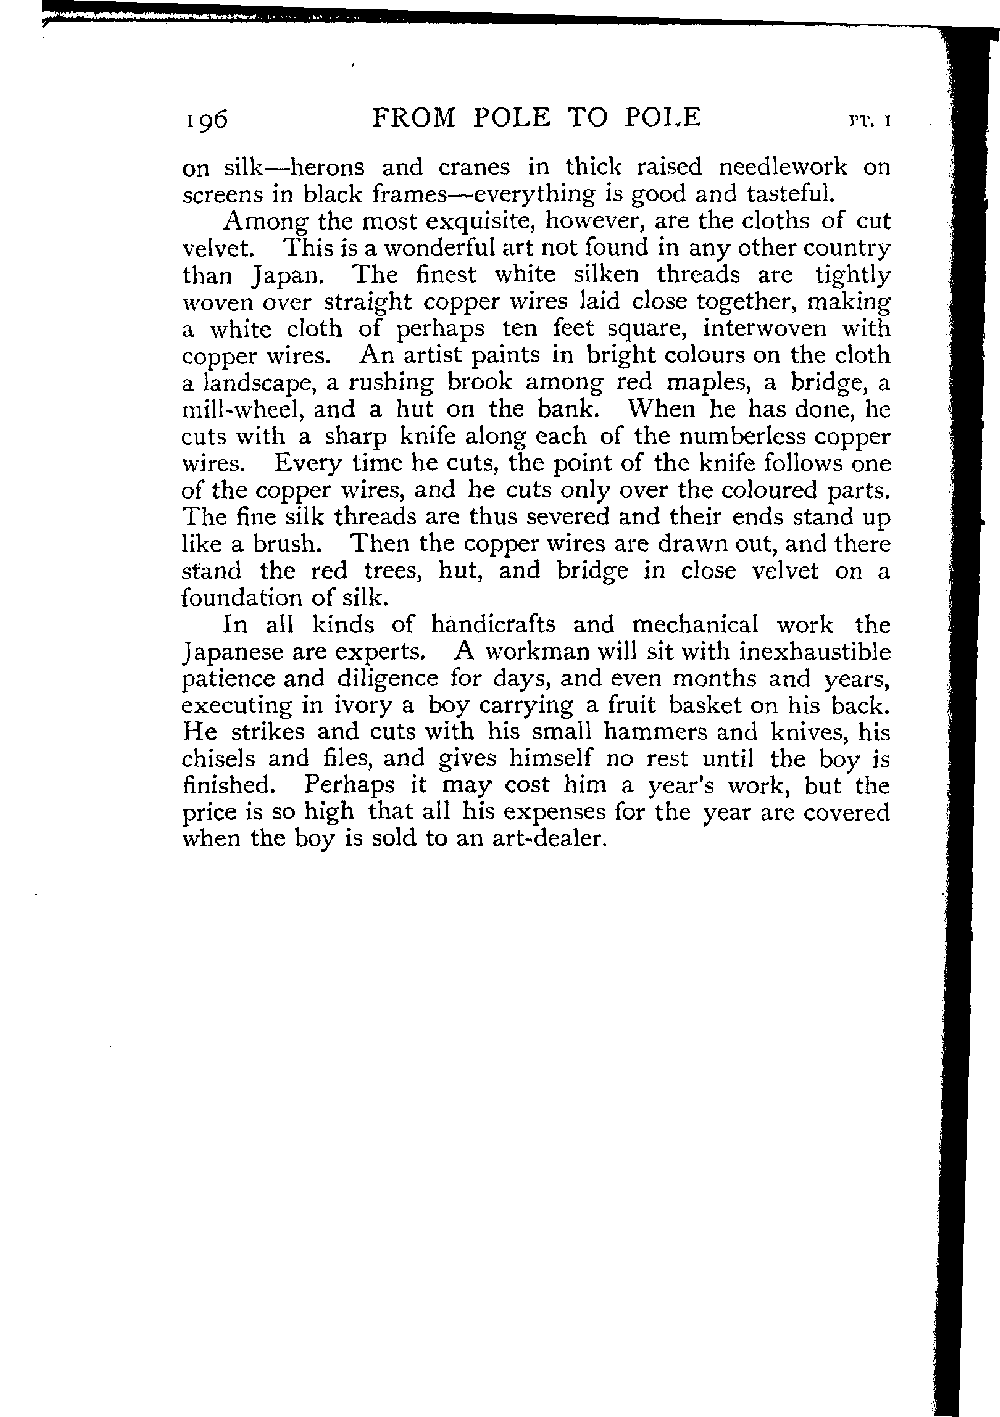 196 FROM POLE TO POLE PT. I
on silk—herons and cranes in thick raised needlework on
screens in black frames—everything is good and tasteful.
Among the most exquisite, however, are the cloths of cut
velvet. This is a wonderful art not found in any other country
than Japan. The finest white silken threads are tightly
woven over straight copper wires laid close together, making
a white cloth of perhaps ten feet square, interwoven with
copper wires. An artist paints in bright colours on the cloth
a landscape, a rushing brook among red maples, a bridge, a
mill-wheel, and a hut on the bank. When he has done, he
cuts with a sharp knife along each of the numberless copper
wires. Every time he cuts, the point of the knife follows one
of the copper wires, and he cuts only over the coloured parts.
The fine silk threads are thus severed and their ends stand up
like a brush. Then the copper wires are drawn out, and there
stand the red trees, hut, and bridge in close velvet on a
foundation of silk.
In all kinds of handicrafts and mechanical work the
Japanese are experts. A workman will sit with inexhaustible
patience and diligence for days, and even months and years,
executing in ivory a boy carrying a fruit basket on his back.
He strikes and cuts with his small hammers and knives, his
chisels and files, and gives himself no rest until the boy is
finished. Perhaps it may cost him a year's work, but the
price is so high that all his expenses for the year are covered
when the boy is sold to an art-dealer.